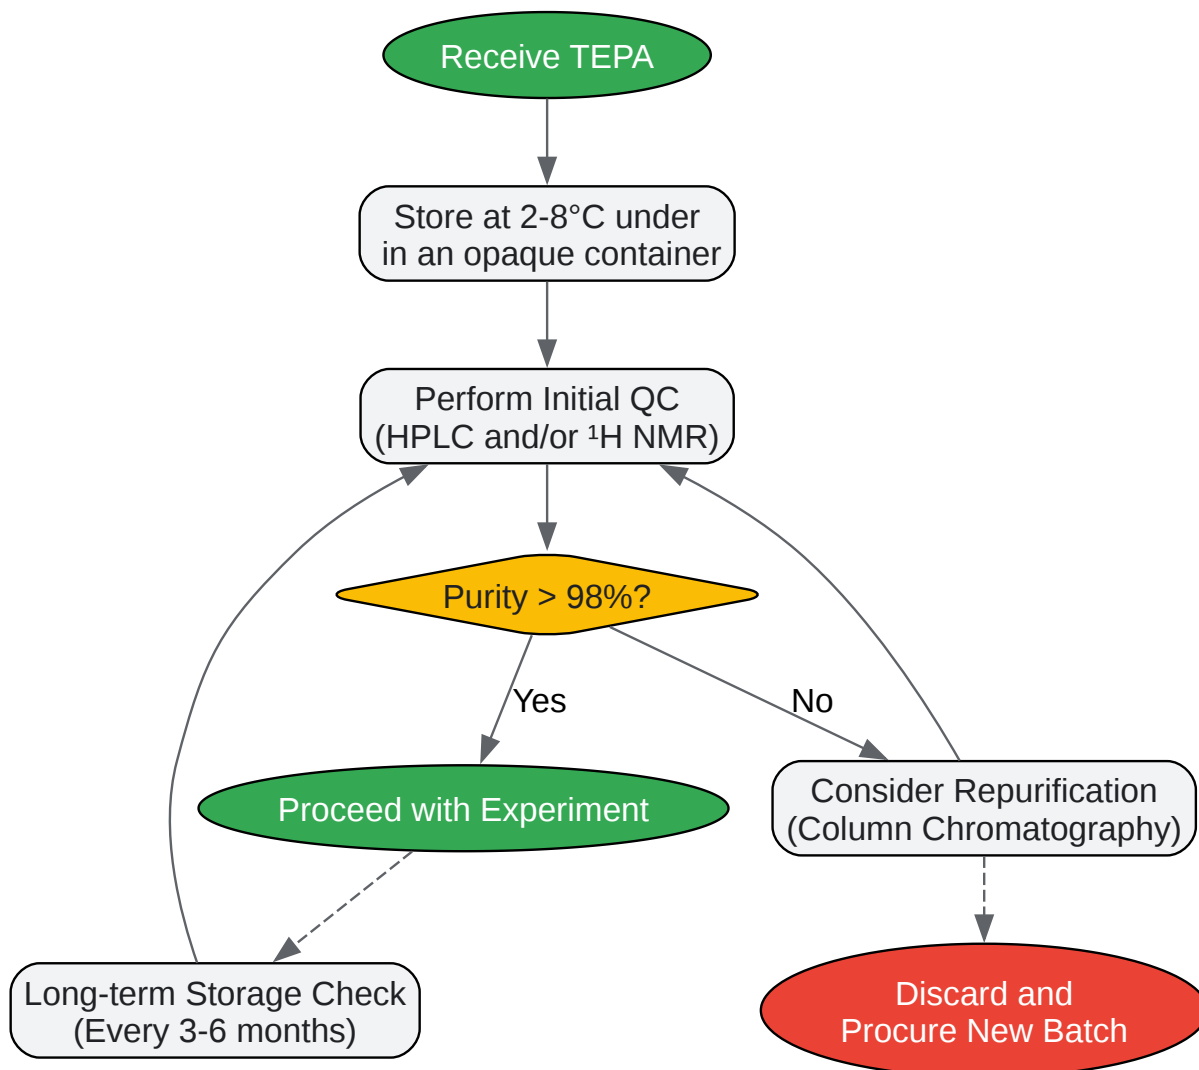 Receive TEPA
Store at 2-8°C under
in an opaque container
Perform Initial QC
(HPLC and/or ¹H NMR)
Purity > 98%?
Yes
No
Proceed with Experiment
Consider Repurification
(Column Chromatography)
Long-term Storage Check
(Every 3-6 months)
Discard and
Procure New Batch